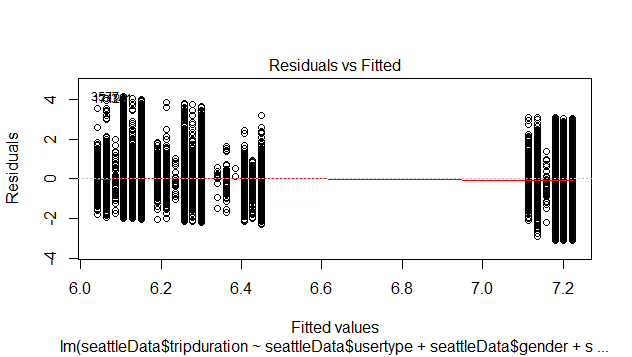 Residuals vs Fitted
Residuals
4
2
0
-2
-4
6.0 6.2 6.4 6.6 6.8 7.0 7.2
Fitted values
lm(seattleData$tripduration ~ seattleData$usertype + seattleData$gender + s ...